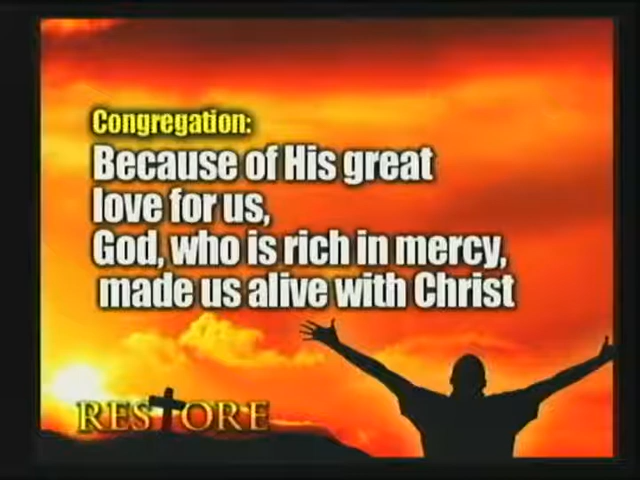 Congregation:
Because of His great
love for us,
God, who is rich in mercy,
made us alive with Christ
RESTORE